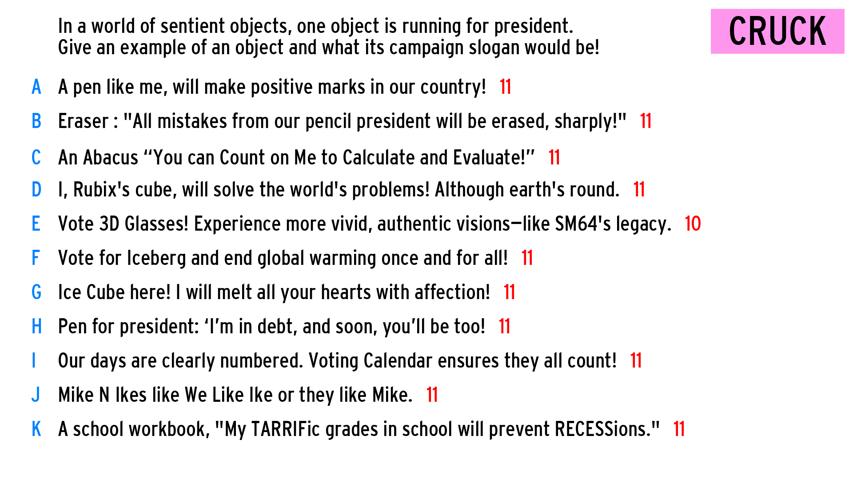 In a world of sentient objects, one object is running for president.
Give an example of an object and what its campaign slogan would be!
CRUCK
A A pen like me, will make positive marks in our country! 11
B Eraser : "All mistakes from our pencil president will be erased, sharply!" 11
C An Abacus “You can Count on Me to Calculate and Evaluate!” 11
D I, Rubix's cube, will solve the world's problems! Although earth's round. 11
E Vote 3D Glasses! Experience more vivid, authentic visions—like SM64's legacy. 10
F Vote for Iceberg and end global warming once and for all! 11
G Ice Cube here! I will melt all your hearts with affection! 11
H Pen for president: ‘I’m in debt, and soon, you’ll be too! 11
I Our days are clearly numbered. Voting Calendar ensures they all count! 11
J Mike N Ikes like We Like Ike or they like Mike. 11
K A school workbook, "My TARRIFic grades in school will prevent RECESSions." 11